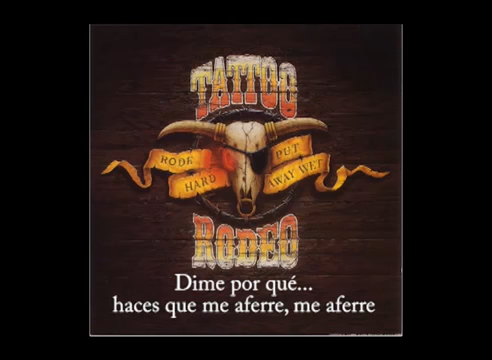 TATTOO
RODE
HARD
PUT
AWAY WET
RODEO
Dime por qué...
haces que me aferre, me aferre